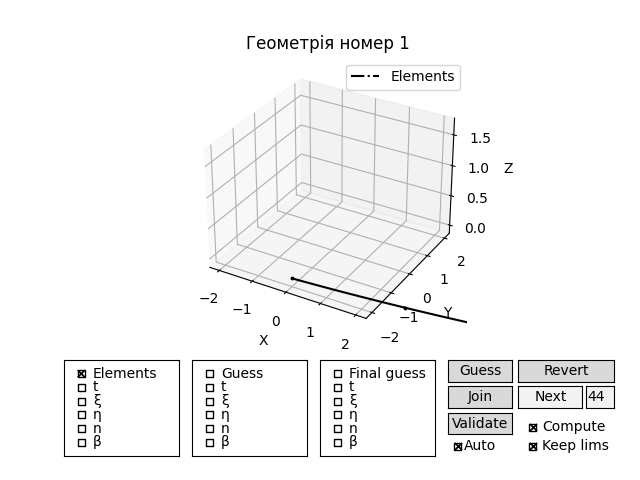 Геометрія номер 1
Elements
1.5
1.0
0.5
0.0
Z
−2
−1
0
1
2
X
−2
−1
0
1
2
Y
Elements
t
ξ
η
n
β
Guess
t
ξ
η
n
β
Final guess
t
ξ
η
n
β
Guess
Revert
Join
Next
44
Validate
Compute
Auto
Keep lims